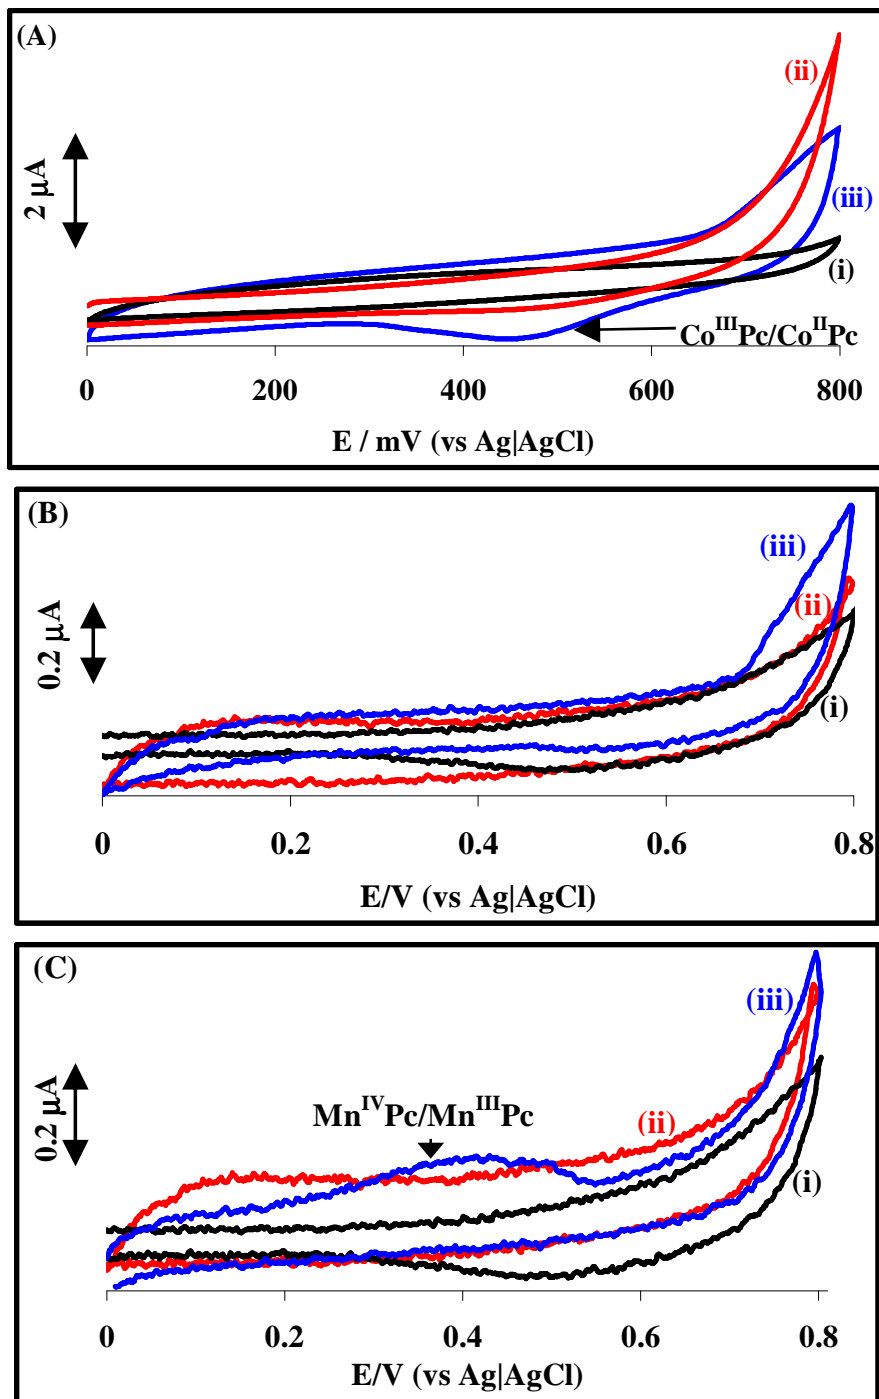 (A)
(ii)
2 μA
(iii)
(i)
Co^III Pc/Co^II Pc
0 200 400 600 800
E / mV (vs Ag|AgCl)
(B)
(iii)
(ii)
0.2 μA
(i)
0 0.2 0.4 0.6 0.8
E/V (vs Ag|AgCl)
(C)
(iii)
0.2 μA
Mn^IV Pc/Mn^III Pc
(ii)
(i)
0 0.2 0.4 0.6 0.8
E/V (vs Ag|AgCl)